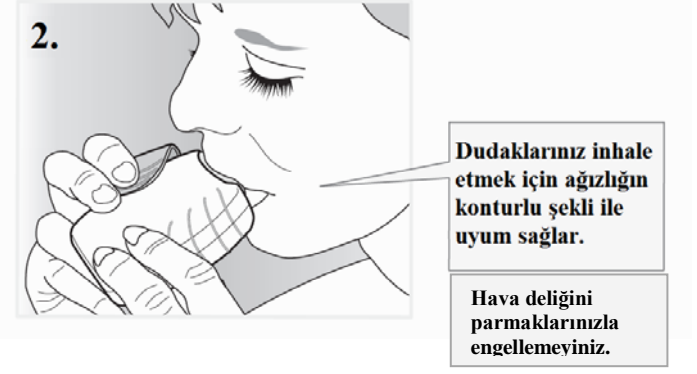 2.
Dudaklarınız inhale
etmek için ağızlığın
konturlu şekli ile
uyum sağlar.
Hava deliğini
parmaklarınızla
engellemeyiniz.